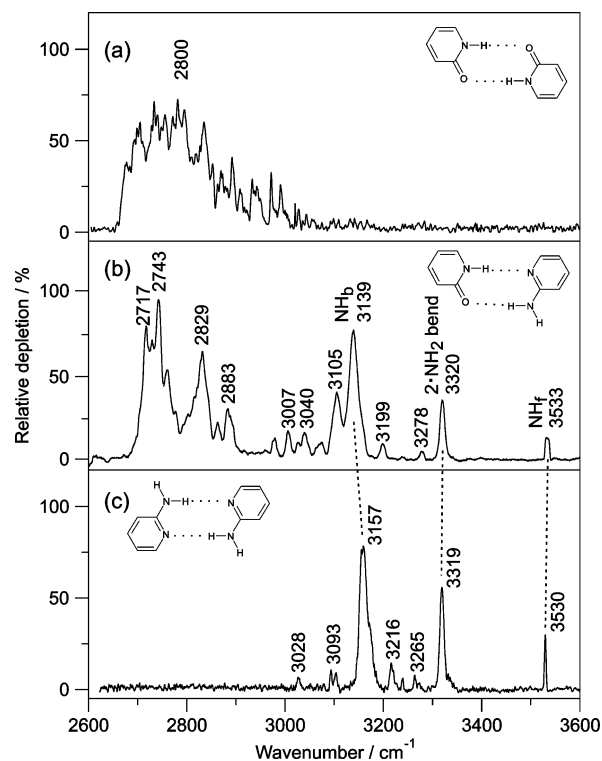 Relative depletion / %
(a)
2800
N H O
O H N
100
50
0
(b)
2717
2743
2829
2883
3007
3040
3105
NHb
3139
3199
3278
2·NH2 bend
3320
NHf
3533
N H N
O H N
H
100
50
0
(c)
H
N H N
N H N
H
3028
3093
3157
3216
3265
3319
3530
100
50
0
2600 2800 3000 3200 3400 3600
Wavenumber / cm-1